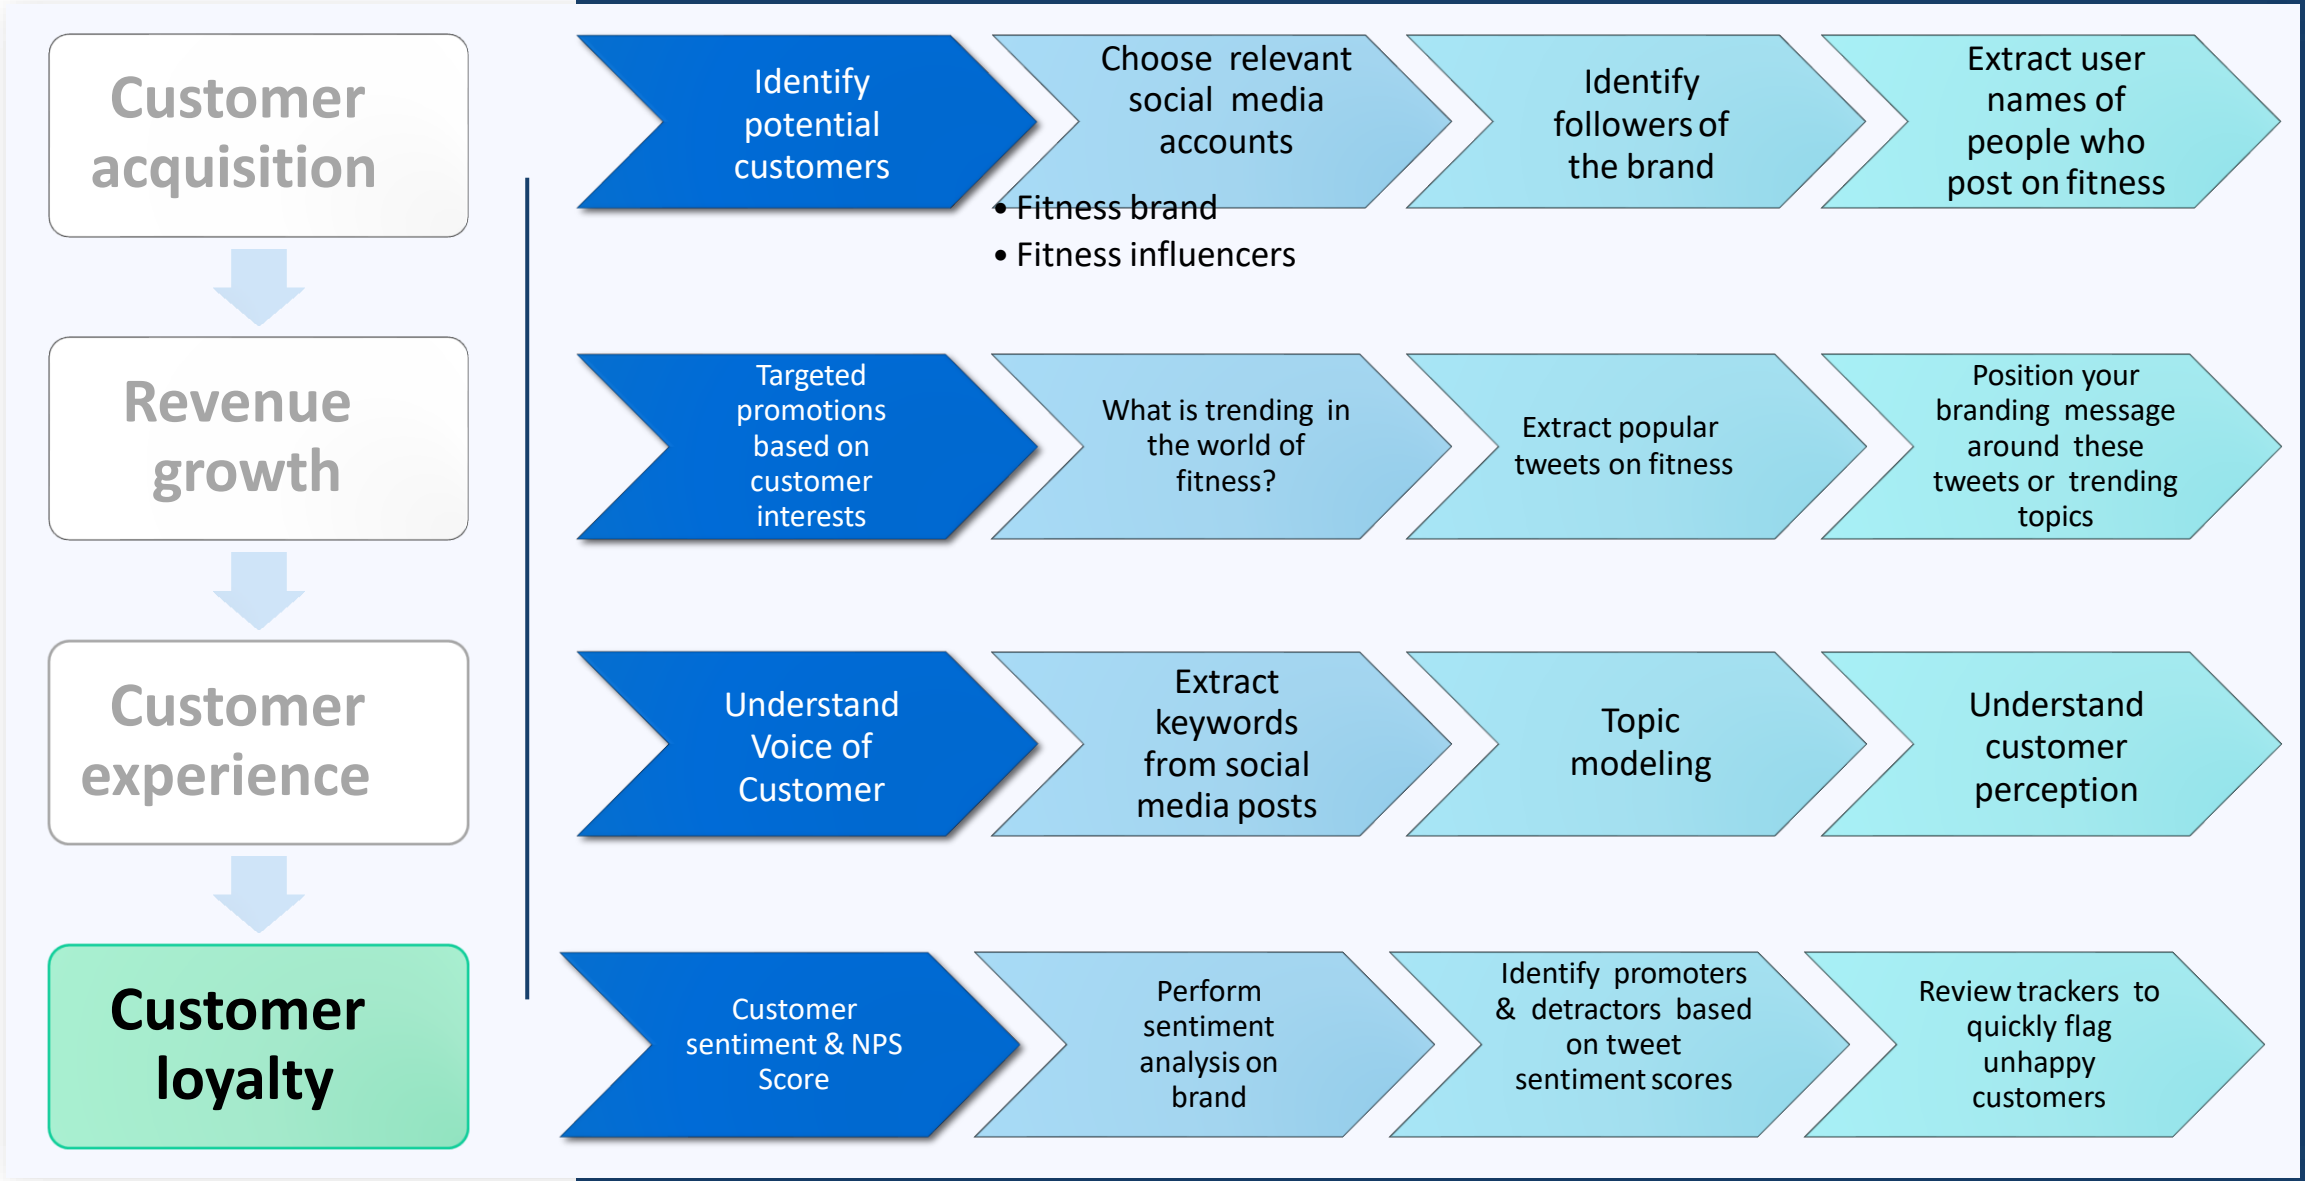 Customer
acquisition
Identify
potential
customers
Choose relevant
social media
accounts
• Fitness brand
• Fitness influencers
Identify
followers of
the brand
Extract user
names of
people who
post on fitness
Revenue
growth
Targeted
promotions
based on
customer
interests
What is trending in
the world of
fitness?
Extract popular
tweets on fitness
Position your
branding message
around these
tweets or trending
topics
Customer
experience
Understand
Voice of
Customer
Extract
keywords
from social
media posts
Topic
modeling
Understand
customer
perception
Customer
loyalty
Customer
sentiment & NPS
Score
Perform
sentiment
analysis on
brand
Identify promoters
& detractors based
on tweet
sentiment scores
Review trackers to
quickly flag
unhappy
customers